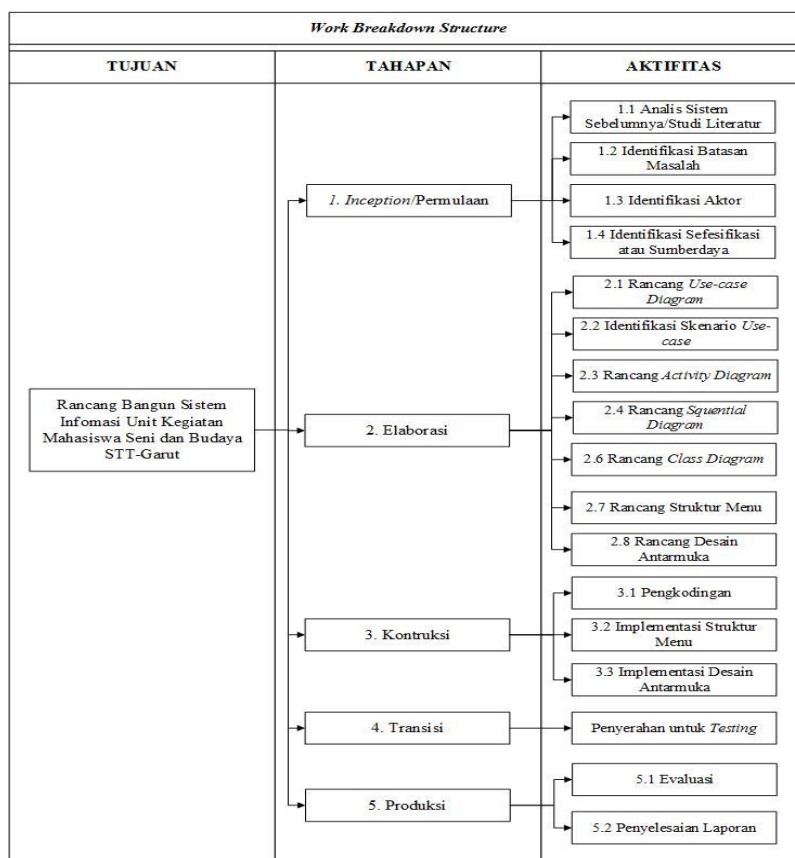 Work Breakdown Structure
TUJUAN
TAHAPAN
AKTIFITAS
Rancang Bangun Sistem
Infomasi Unit Kegiatan
Mahasiswa Seni dan Budaya
STT-Garut
1. Inception/Permulaan
1.1 Analis Sistem
Sebelumnya/Studi Literatur
1.2 Identifikasi Batasan
Masalah
1.3 Identifikasi Aktor
1.4 Identifikasi Sefesifikasi
atau Sumberdaya
2. Elaborasi
2.1 Rancang Use-case
Diagram
2.2 Identifikasi Skenario Use-
case
2.3 Rancang Activity Diagram
2.4 Rancang Squential
Diagram
2.6 Rancang Class Diagram
2.7 Rancang Struktur Menu
2.8 Rancang Desain
Antarmuka
3. Kontruksi
3.1 Pengkodingan
3.2 Implementasi Struktur
Menu
3.3 Implementasi Desain
Antarmuka
4. Transisi
Penyerahan untuk Testing
5. Produksi
5.1 Evaluasi
5.2 Penyelesaian Laporan